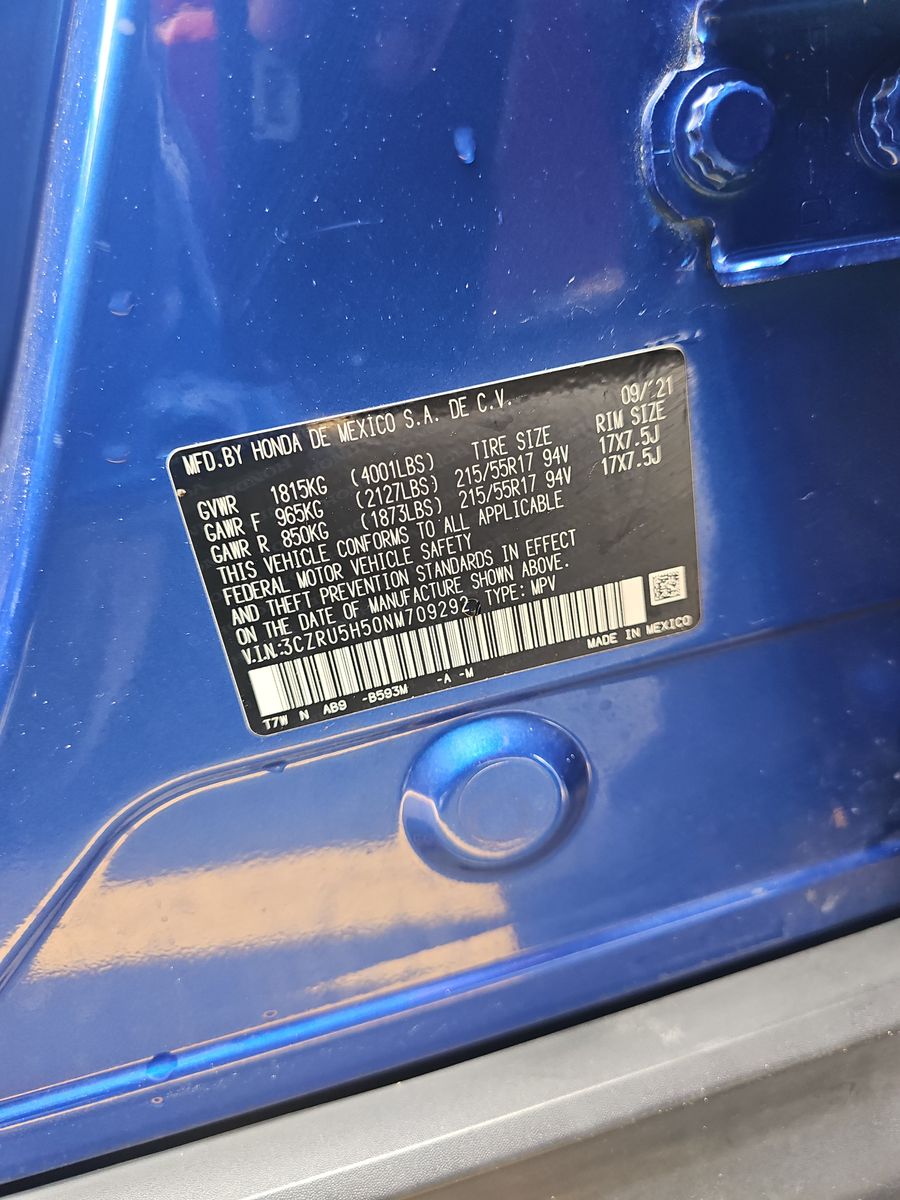 MFD.BY HONDA DE MEXICO S.A. DE C.V. 09/21
TIRE SIZE RIM SIZE
GVWR 1815KG (4001LBS)
GAWR F 965KG (2127LBS) 215/55R17 94V 17X7.5J
GAWR R 850KG (1873LBS) 215/55R17 94V 17X7.5J
THIS VEHICLE CONFORMS TO ALL APPLICABLE
FEDERAL MOTOR VEHICLE SAFETY
AND THEFT PREVENTION STANDARDS IN EFFECT
ON THE DATE OF MANUFACTURE SHOWN ABOVE.
V.I.N.:3CZRU5H50NM709292 TYPE: MPV
MADE IN MEXICO
T7W N AB9 -B593M -A -M